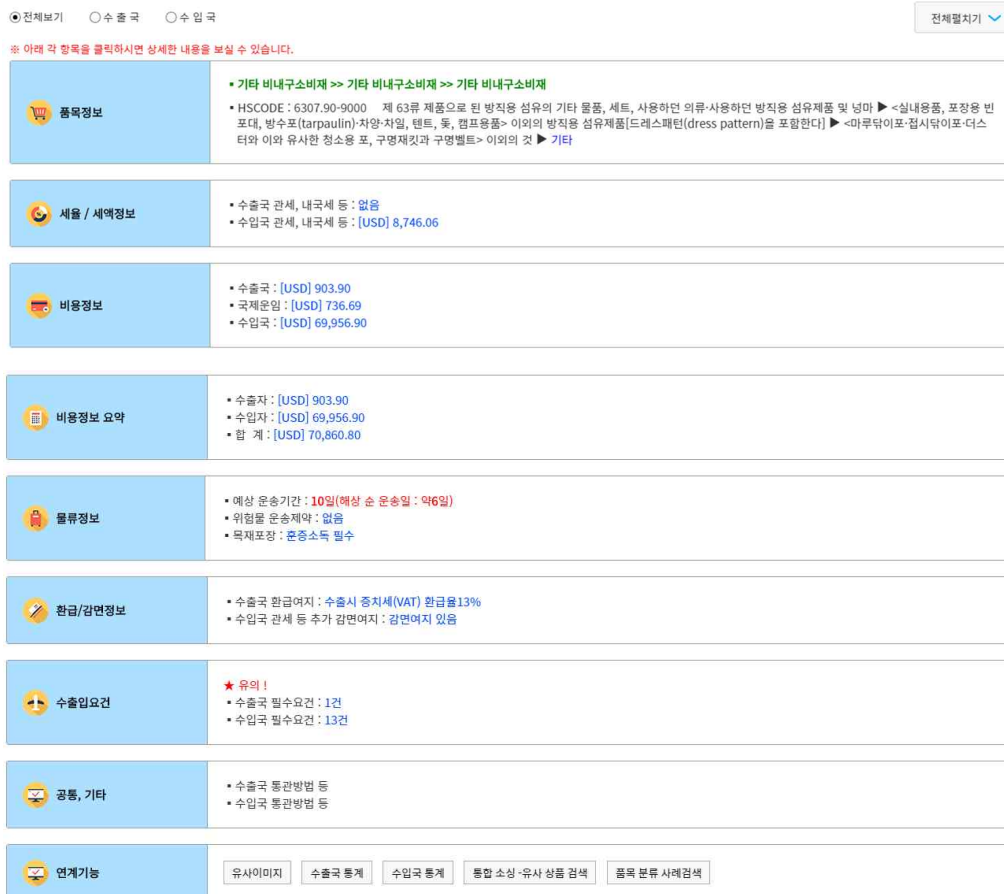 전체보기 수 출 국 수 입 국 전체펼치기
※ 아래 각 항목을 클릭하시면 상세한 내용을 보실 수 있습니다.
품목정보
▪ 기타 비내구소비재 >> 기타 비내구소비재 >> 기타 비내구소비재
▪ HSCODE : 6307.90-9000 제 63류 제품으로 된 방직용 섬유의 기타 물품, 세트, 사용하던 의류·사용하던 방직용 섬유제품 및 넝마 ▶ <실내용품, 포장용 빈
포대, 방수포(tarpaulin)·차양·차일, 텐트, 돛, 캠프용품> 이외의 방직용 섬유제품[드레스패턴(dress pattern)을 포함한다] ▶ <마루닦이포·접시닦이포·더스
터와 이와 유사한 청소용 포, 구명재킷과 구명벨트> 이외의 것 ▶ 기타
세율 / 세액정보
▪ 수출국 관세, 내국세 등 : 없음
▪ 수입국 관세, 내국세 등 : [USD] 8,746.06
비용정보
▪ 수출국 : [USD] 903.90
▪ 국제운임 : [USD] 736.69
▪ 수입국 : [USD] 69,956.90
비용정보 요약
▪ 수출자 : [USD] 903.90
▪ 수입자 : [USD] 69,956.90
▪ 합 계 : [USD] 70,860.80
물류정보
▪ 예상 운송기간 : 10일(해상 순 운송일 : 약6일)
▪ 위험물 운송제약 : 없음
▪ 목재포장 : 훈증소독 필수
환급/감면정보
▪ 수출국 환급여지 : 수출시 증치세(VAT) 환급율13%
▪ 수입국 관세 등 추가 감면여지 : 감면여지 있음
수출입요건
★ 유의 !
▪ 수출국 필수요건 : 1건
▪ 수입국 필수요건 : 13건
공통, 기타
▪ 수출국 통관방법 등
▪ 수입국 통관방법 등
연계기능
유사이미지 수출국 통계 수입국 통계 통합 소싱 -유사 상품 검색 품목 분류 사례검색